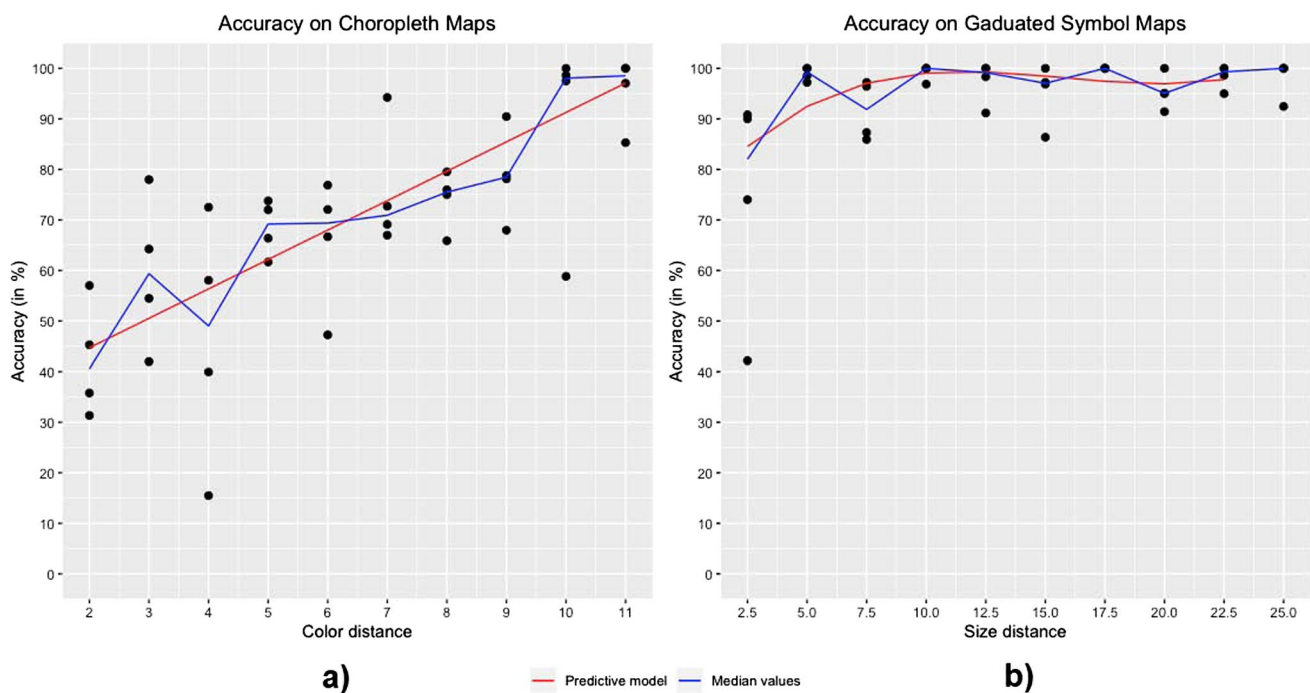 Accuracy on Choropleth Maps
Accuracy (in %)
100
90
80
70
60
50
40
30
20
10
0
2 3 4 5 6 7 8 9 10 11
Color distance
a)
Accuracy on Gaduated Symbol Maps
Accuracy (in %)
100
90
80
70
60
50
40
30
20
10
0
2.5 5.0 7.5 10.0 12.5 15.0 17.5 20.0 22.5 25.0
Size distance
b)
Predictive model Median values